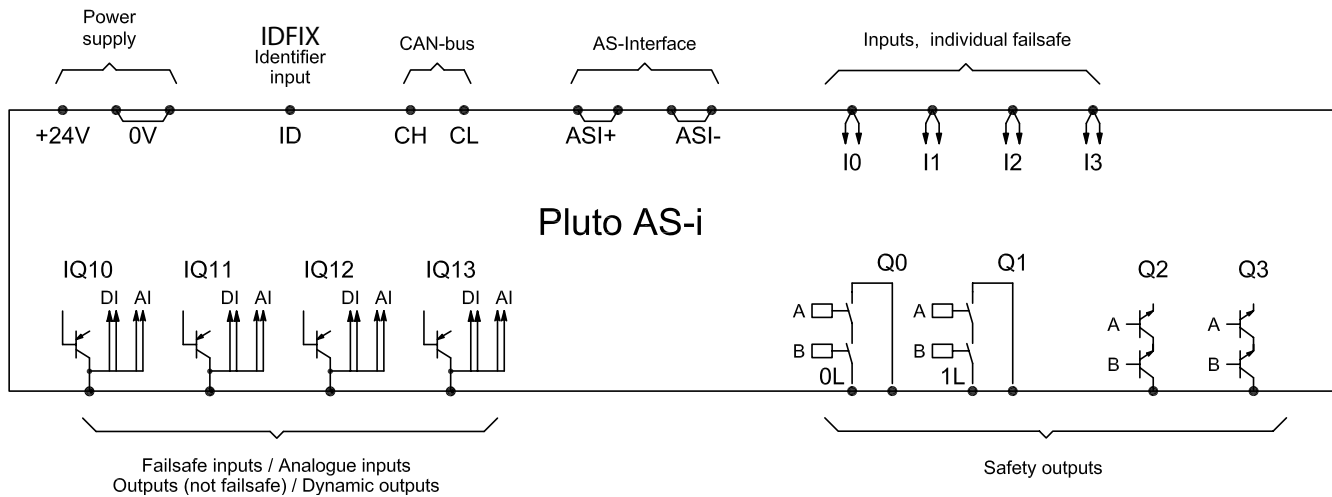 Power
supply
IDFIX
Identifier
input
CAN-bus
AS-Interface
Inputs, individual failsafe
+24V 0V ID CH CL ASI+ ASI- I0 I1 I2 I3
Pluto AS-i
IQ10 IQ11 IQ12 IQ13 Q0 Q1 Q2 Q3
DI AI DI AI DI AI DI AI
A A A A
B B B B
0L 1L
Failsafe inputs / Analogue inputs
Outputs (not failsafe) / Dynamic outputs
Safety outputs